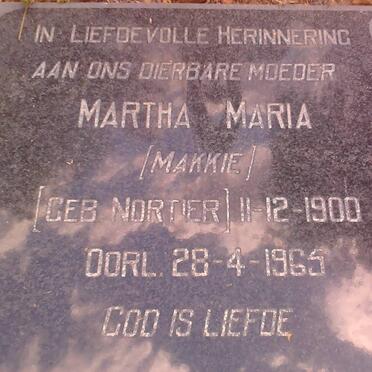 IN LIEFDEVOLLE HERINNERING
AAN ONS DIERBARE MOEDER
MARTHA MARIA
[MAKKIE]
[GEB NORTIER] 11-12-1900
OORL. 28-4-1965
GOD IS LIEFDE